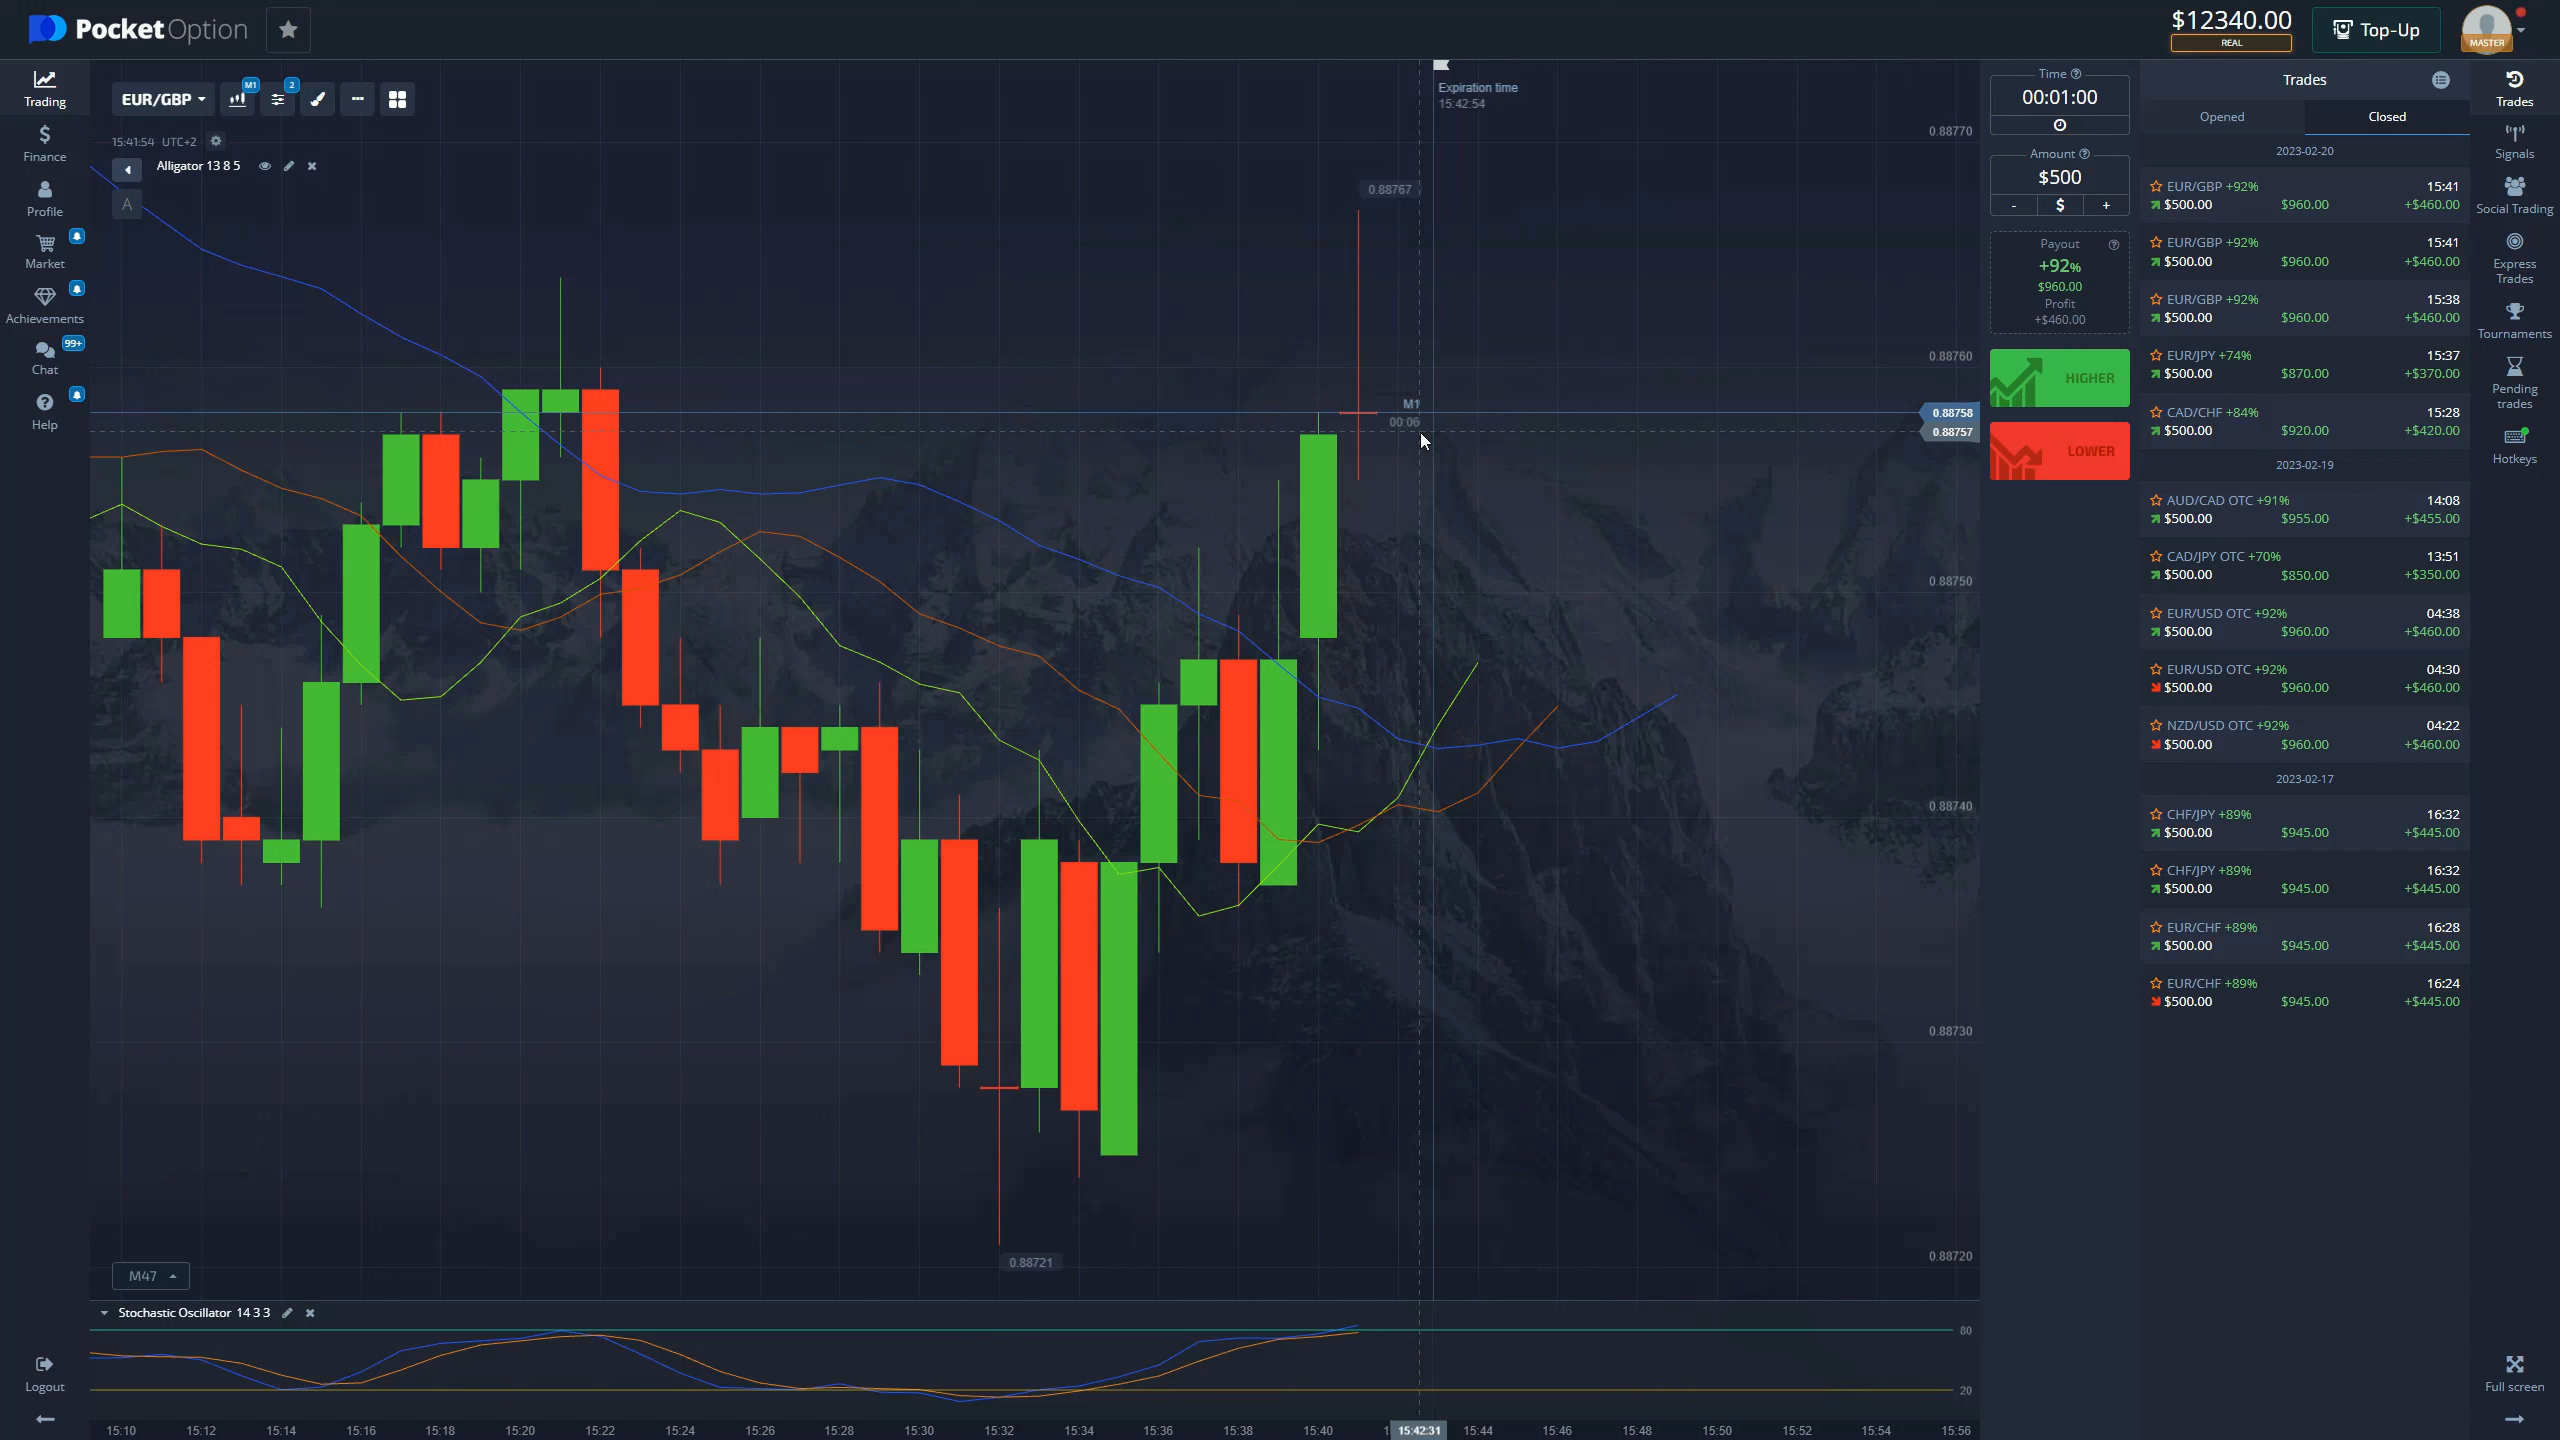 PocketOption
$12340.00
REAL
Top-Up
MASTER
Trading
Finance
Profile
Market
Achievements
99+
Chat
Help
Logout
EUR/GBP
M1
2
15:41:54 UTC+2
Alligator 13 8 5
A
Expiration time
15:42:54
0.88767
M1
00:06
0.88721
0.88770
0.88760
0.88758
0.88757
0.88750
0.88740
0.88730
0.88720
M47
Stochastic Oscillator 14 3 3
80
20
15:10 15:12 15:14 15:16 15:18 15:20 15:22 15:24 15:26 15:28 15:30 15:32 15:34 15:36 15:38 15:40 15:42:31 15:44 15:46 15:48 15:50 15:52 15:54 15:56
Time
00:01:00
Amount
$500
- $ +
Payout
+92%
$960.00
Profit
+$460.00
HIGHER
LOWER
Trades
Opened Closed
2023-02-20
EUR/GBP +92% 15:41
$500.00 $960.00 +$460.00
EUR/GBP +92% 15:41
$500.00 $960.00 +$460.00
EUR/GBP +92% 15:38
$500.00 $960.00 +$460.00
EUR/JPY +74% 15:37
$500.00 $870.00 +$370.00
CAD/CHF +84% 15:28
$500.00 $920.00 +$420.00
2023-02-19
AUD/CAD OTC +91% 14:08
$500.00 $955.00 +$455.00
CAD/JPY OTC +70% 13:51
$500.00 $850.00 +$350.00
EUR/USD OTC +92% 04:38
$500.00 $960.00 +$460.00
EUR/USD OTC +92% 04:30
$500.00 $960.00 +$460.00
NZD/USD OTC +92% 04:22
$500.00 $960.00 +$460.00
2023-02-17
CHF/JPY +89% 16:32
$500.00 $945.00 +$445.00
CHF/JPY +89% 16:32
$500.00 $945.00 +$445.00
EUR/CHF +89% 16:28
$500.00 $945.00 +$445.00
EUR/CHF +89% 16:24
$500.00 $945.00 +$445.00
Trades
Signals
Social Trading
Express
Trades
Tournaments
Pending
trades
Hotkeys
Full screen